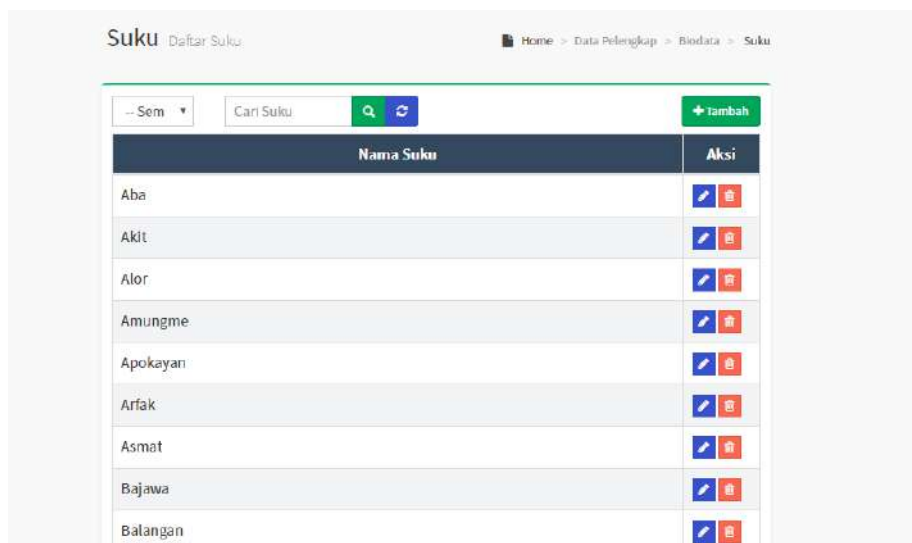 Suku Daftar Suku
Home > Data Pelengkap > Biodata > Suku
-- Sem
Cari Suku
+ Tambah
Nama Suku
Aksi
Aba
Akit
Alor
Amungme
Apokayan
Arfak
Asmat
Bajawa
Balangan